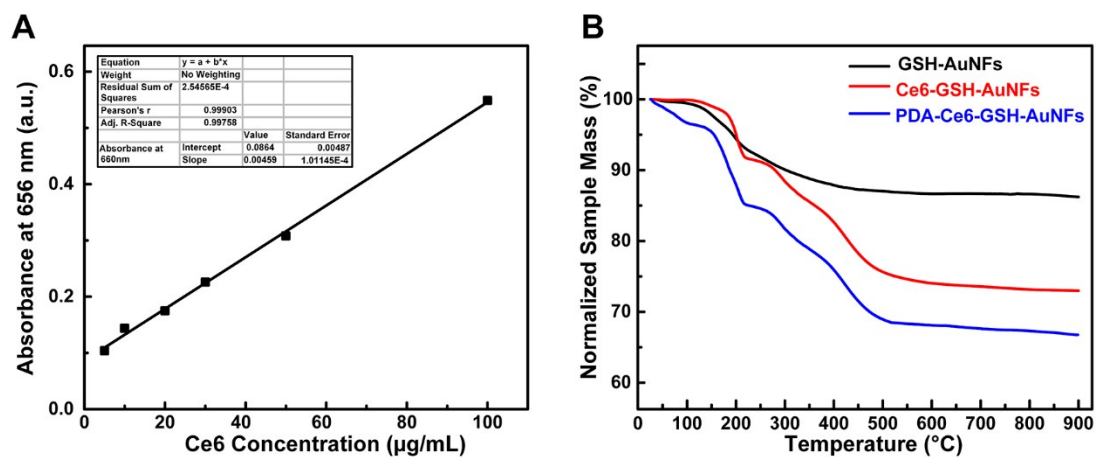 A
Absorbance at 656 nm (a.u.)
0.6
0.4
0.2
0.0
0 20 40 60 80 100
Ce6 Concentration (µg/mL)
Equation y = a + b*x
Weight No Weighting
Residual Sum of
Squares
2.54565E-4
Pearson's r 0.99903
Adj. R-Square 0.99758
Value Standard Error
Absorbance at
660nm
Intercept 0.0864 0.00487
Slope 0.00459 1.01145E-4
B
Normalized Sample Mass (%)
100
90
80
70
60
0 100 200 300 400 500 600 700 800 900
Temperature (°C)
GSH-AuNFs
Ce6-GSH-AuNFs
PDA-Ce6-GSH-AuNFs